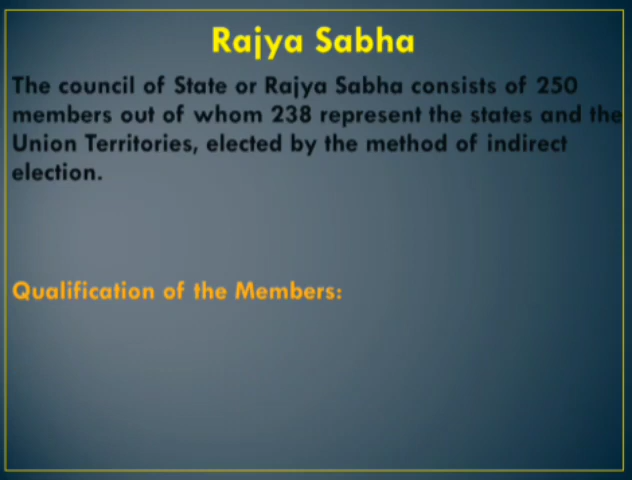 Rajya Sabha
The council of State or Rajya Sabha consists of 250
members out of whom 238 represent the states and the
Union Territories, elected by the method of indirect
election.
Qualification of the Members: